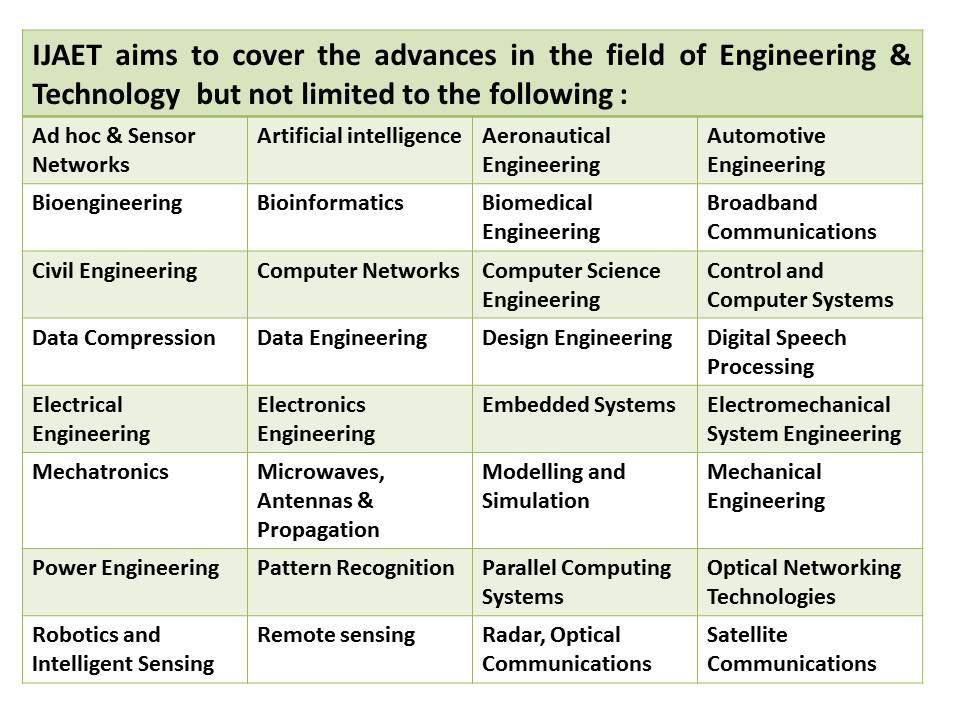 IJAET aims to cover the advances in the field of Engineering &
Technology but not limited to the following :
Ad hoc & Sensor
Networks
Artificial intelligence
Aeronautical
Engineering
Automotive
Engineering
Bioengineering
Bioinformatics
Biomedical
Engineering
Broadband
Communications
Civil Engineering
Computer Networks
Computer Science
Engineering
Control and
Computer Systems
Data Compression
Data Engineering
Design Engineering
Digital Speech
Processing
Electrical
Engineering
Electronics
Engineering
Embedded Systems
Electromechanical
System Engineering
Mechatronics
Microwaves,
Antennas &
Propagation
Modelling and
Simulation
Mechanical
Engineering
Power Engineering
Pattern Recognition
Parallel Computing
Systems
Optical Networking
Technologies
Robotics and
Intelligent Sensing
Remote sensing
Radar, Optical
Communications
Satellite
Communications